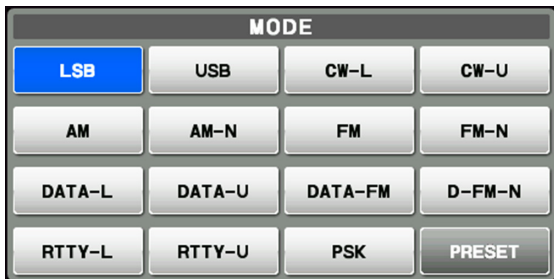 MODE
LSB USB CW-L CW-U
AM AM-N FM FM-N
DATA-L DATA-U DATA-FM D-FM-N
RTTY-L RTTY-U PSK PRESET